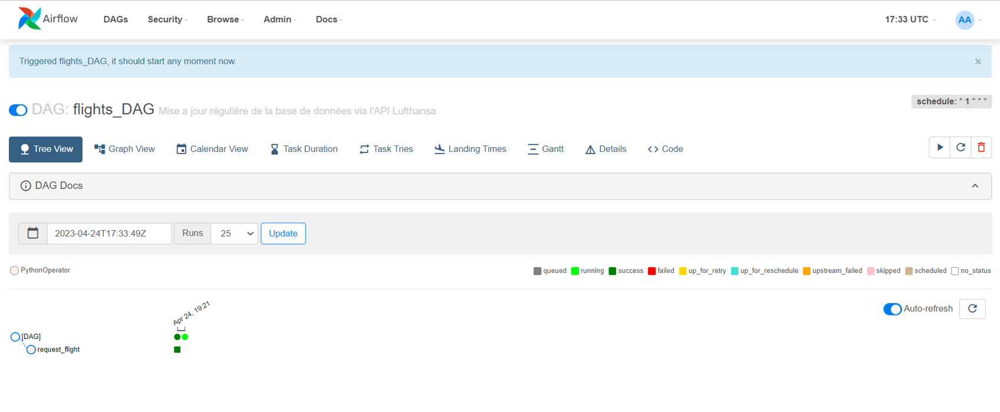 Airflow DAGs Security Browse Admin Docs 17:33 UTC AA
Triggered flights_DAG, it should start any moment now. ×
DAG: flights_DAG Mise a jour régulière de la base de données via l'API Lufthansa schedule: * 1 * * *
Tree View Graph View Calendar View Task Duration Task Tries Landing Times Gantt Details Code
DAG Docs
2023-04-24T17:33:49Z Runs 25 Update
PythonOperator queued running success failed up_for_retry up_for_reschedule upstream_failed skipped scheduled no_status
Apr 24, 19:21
Auto-refresh
[DAG]
request_flight